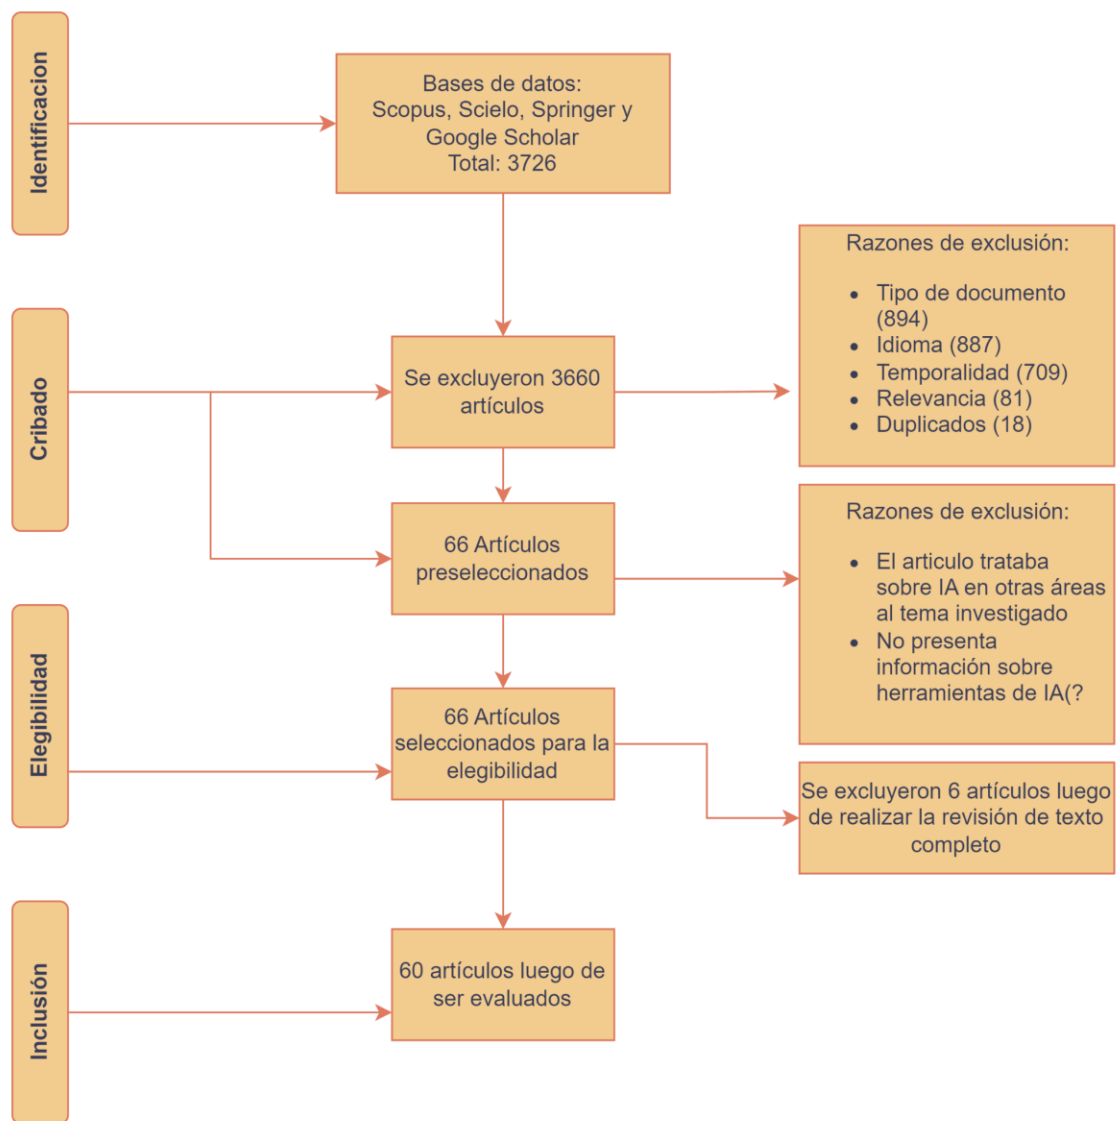 Identificacion
Bases de datos:
Scopus, Scielo, Springer y
Google Scholar
Total: 3726
Cribado
Se excluyeron 3660
artículos
Razones de exclusión:
Tipo de documento
(894)
Idioma (887)
Temporalidad (709)
Relevancia (81)
Duplicados (18)
66 Artículos
preseleccionados
Razones de exclusión:
El articulo trataba
sobre IA en otras áreas
al tema investigado
No presenta
información sobre
herramientas de IA(?
Elegibilidad
66 Artículos
seleccionados para la
elegibilidad
Se excluyeron 6 artículos luego
de realizar la revisión de texto
completo
Inclusión
60 artículos luego de
ser evaluados